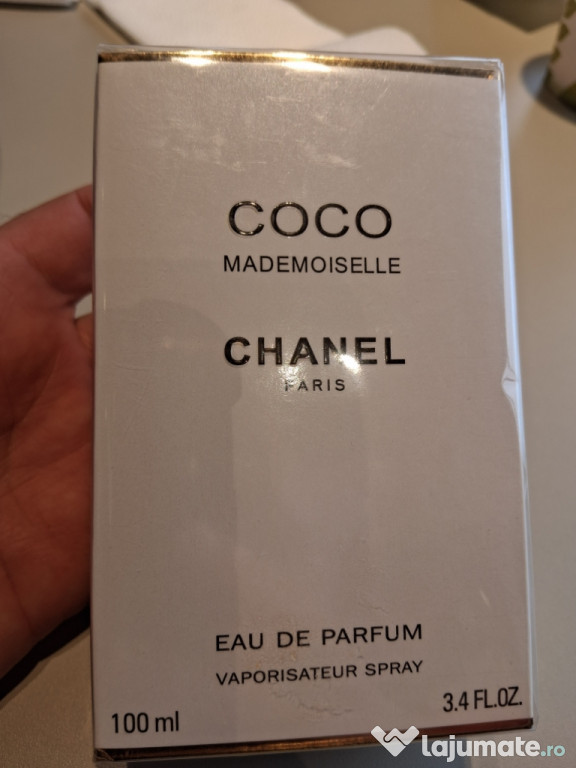 COCO
MADEMOISELLE
CHANEL
PARIS
EAU DE PARFUM
VAPORISATEUR SPRAY
100 ml
3.4 FL.OZ.
lajumate.ro